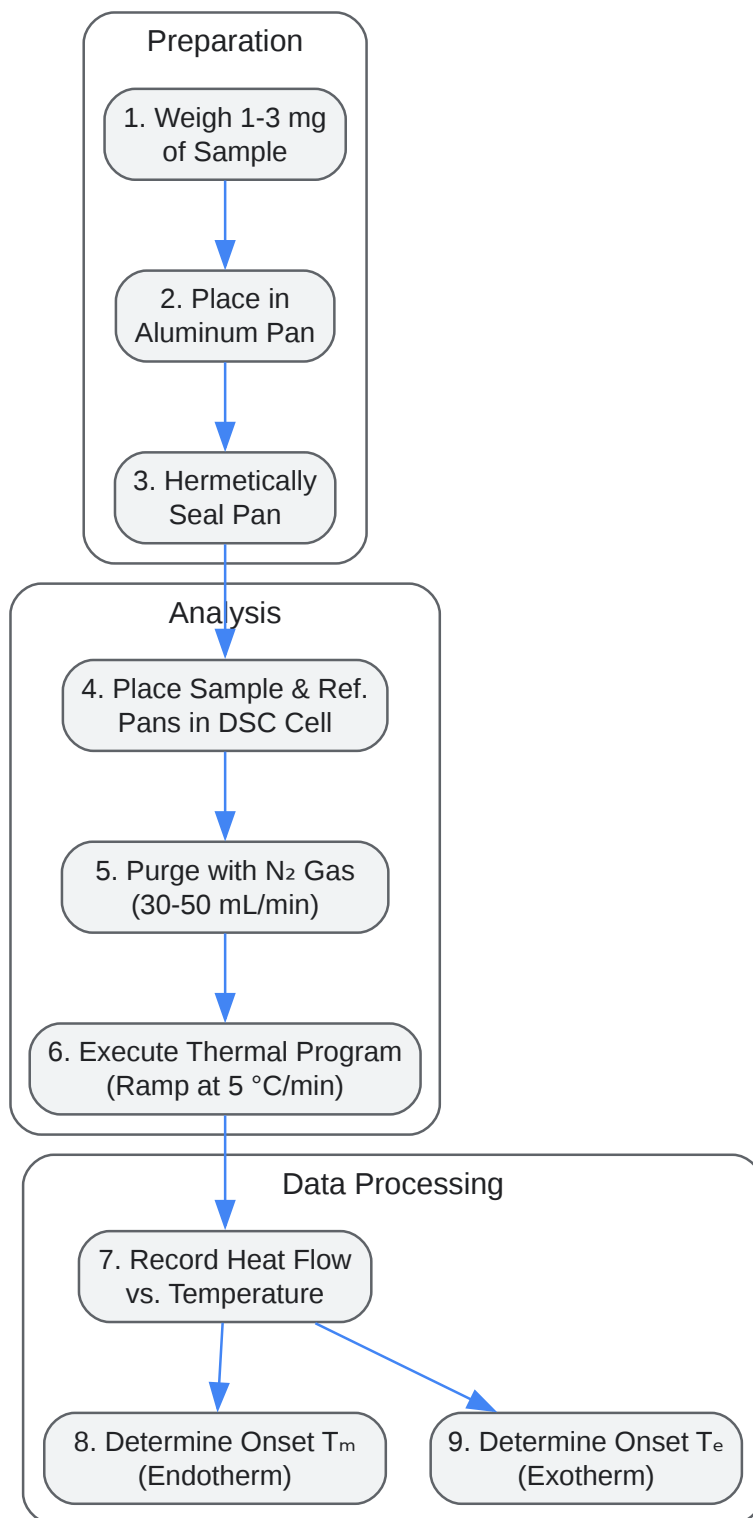 Preparation
1. Weigh 1-3 mg
of Sample
2. Place in
Aluminum Pan
3. Hermetically
Seal Pan
Analysis
4. Place Sample & Ref.
Pans in DSC Cell
5. Purge with N₂ Gas
(30-50 mL/min)
6. Execute Thermal Program
(Ramp at 5 °C/min)
Data Processing
7. Record Heat Flow
vs. Temperature
8. Determine Onset Tₘ
(Endotherm)
9. Determine Onset Tₑ
(Exotherm)